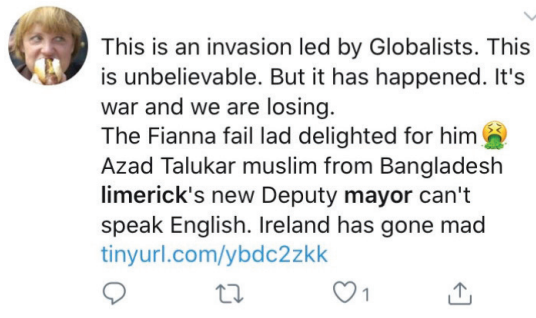 This is an invasion led by Globalists. This
is unbelievable. But it has happened. It's
war and we are losing.
The Fianna fail lad delighted for him🤮
Azad Talukar muslim from Bangladesh
limerick's new Deputy mayor can't
speak English. Ireland has gone mad
tinyurl.com/ybdc2zkk
1